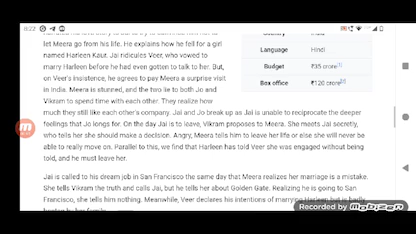 8:22
to let Meera go from his life. He explains how he fell for a girl
named Harleen Kaur. Jai ridicules Veer, who vowed to
marry Harleen before he had even gotten to talk to her. But,
on Veer's insistence, he agrees to pay Meera a surprise visit
in India. Meera is stunned, and the two lie to both Jo and
Vikram to spend time with each other. They realize how
much they still like each other's company. Jai and Jo break up as Jai is unable to reciprocate the deeper
feelings that Jo longs for. On the day Jai is to leave, Vikram proposes to Meera. She meets Jai secretly,
who tells her she should make a decision. Angry, Meera tells him to leave her life or else she will never be
able to really move on. Parallel to this, we find that Harleen has told Veer she was engaged without being
told, and he must leave her.
Jai is called to his dream job in San Francisco the same day that Meera realizes her marriage is a mistake.
She tells Vikram the truth and calls Jai, but he tells her about Golden Gate. Realizing he is going to
San Francisco, she tells him nothing. Meanwhile, Veer declares his intentions of marrying Harleen but is badly
Language Hindi
Budget ₹35 crore
Box office ₹120 crore
Recorded by Mobizen